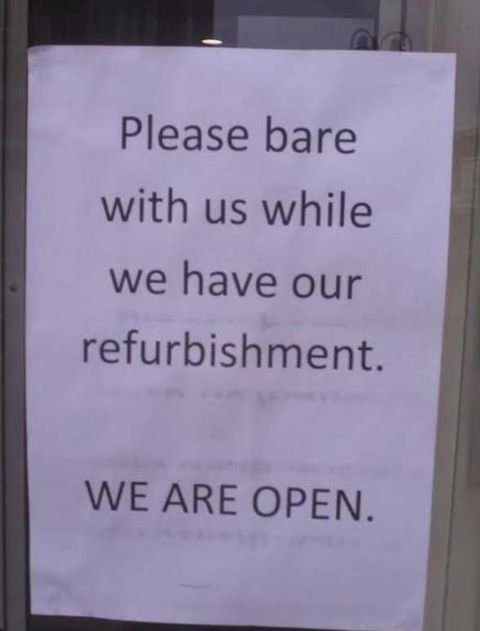 Please bare
with us while
we have our
refurbishment.
WE ARE OPEN.